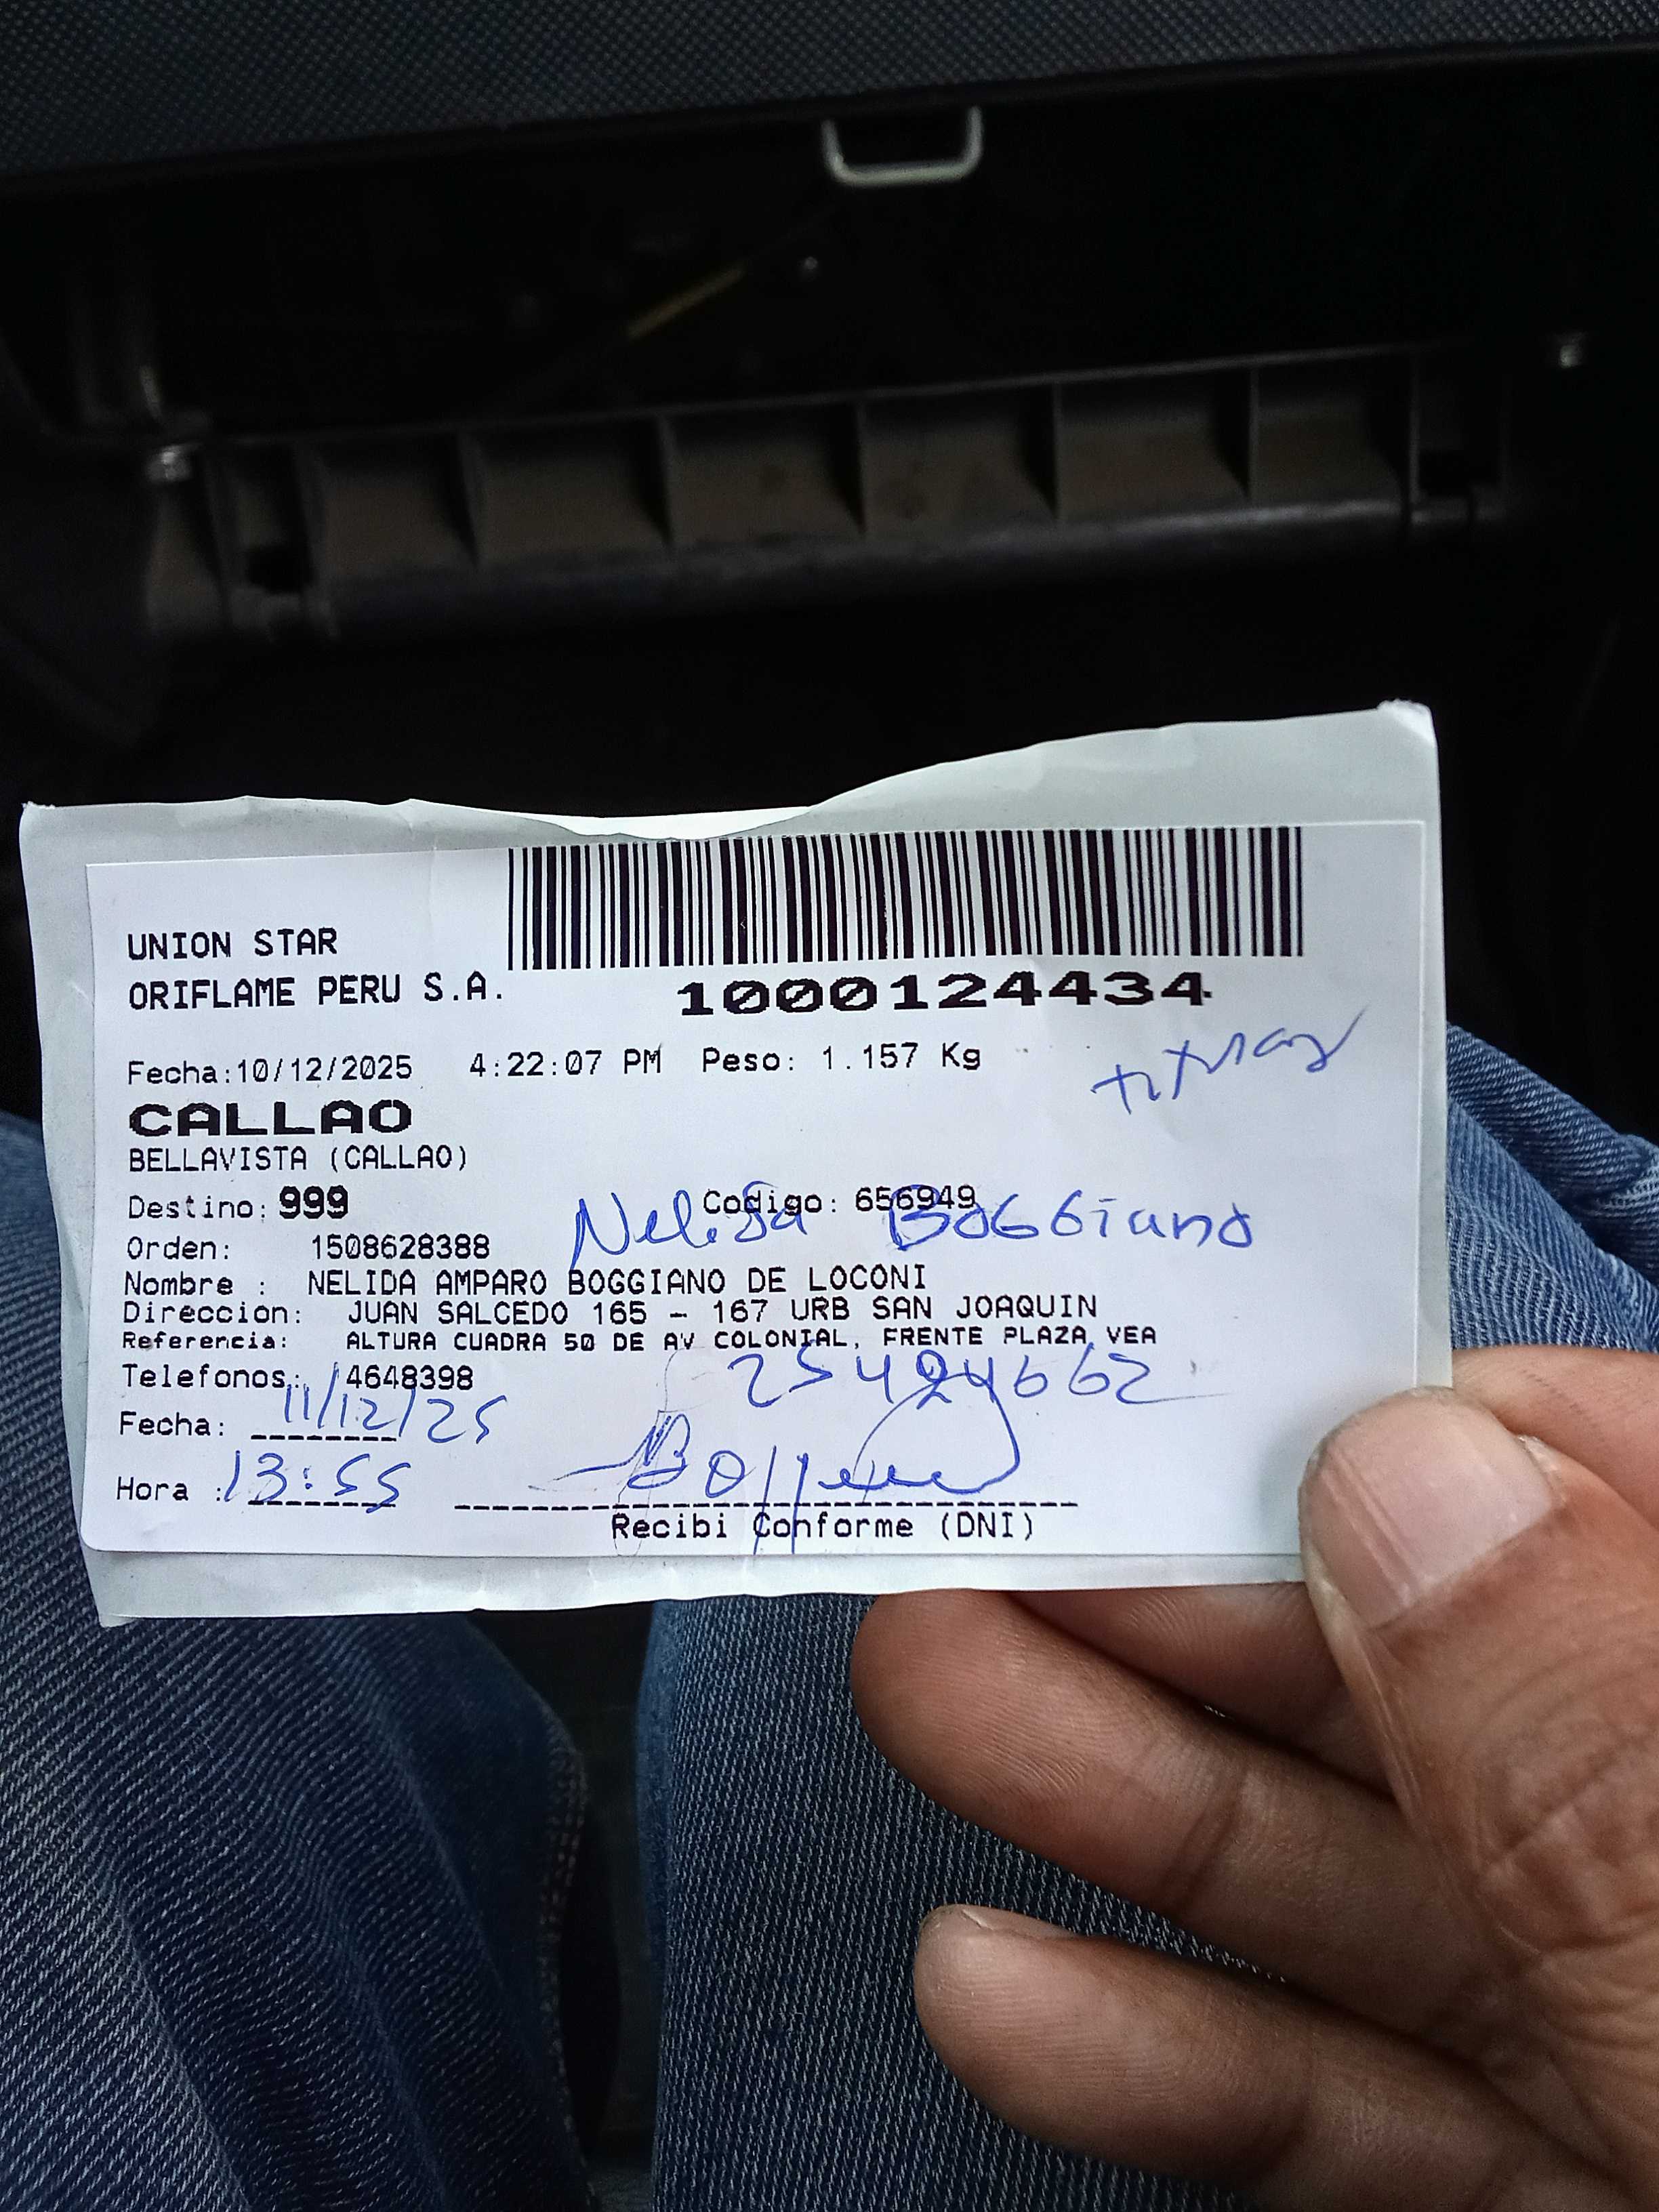 UNION STAR
ORIFLAME PERU S.A.
1000124434
Fecha:10/12/2025 4:22:07 PM Peso: 1.157 Kg
CALLAO
BELLAVISTA (CALLAO)
Destino: 999 Codigo: 656949
Nelida Boggiano
Orden: 1508628388
Nombre : NELIDA AMPARO BOGGIANO DE LOCONI
Direccion: JUAN SALCEDO 165 - 167 URB SAN JOAQUIN
Referencia: ALTURA CUADRA 50 DE AV COLONIAL, FRENTE PLAZA VEA
Telefonos: 4648398
Fecha: 11/12/25
Hora : 13:55
Recibi Conforme (DNI)